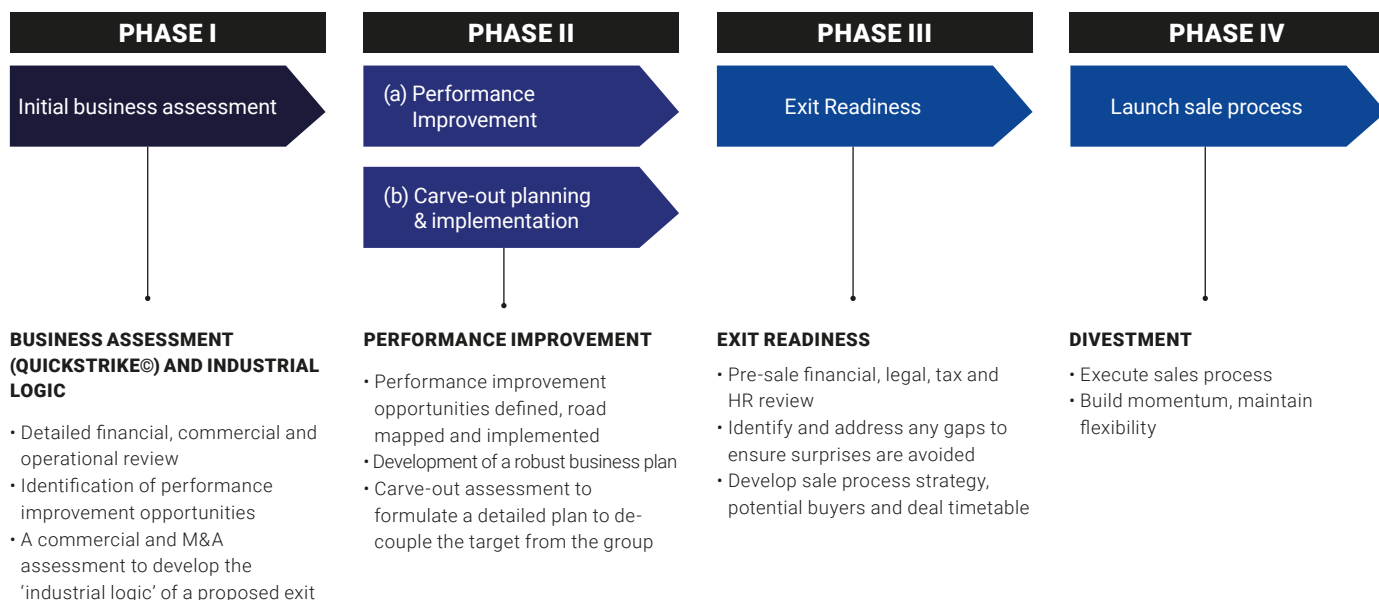 PHASE I
Initial business assessment
BUSINESS ASSESSMENT
(QUICKSTRIKE©) AND INDUSTRIAL
LOGIC
• Detailed financial, commercial and
operational review
• Identification of performance
improvement opportunities
• A commercial and M&A
assessment to develop the
'industrial logic' of a proposed exit
PHASE II
(a) Performance
Improvement
(b) Carve-out planning
& implementation
PERFORMANCE IMPROVEMENT
• Performance improvement
opportunities defined, road
mapped and implemented
• Development of a robust business plan
• Carve-out assessment to
formulate a detailed plan to de-
couple the target from the group
PHASE III
Exit Readiness
EXIT READINESS
• Pre-sale financial, legal, tax and
HR review
• Identify and address any gaps to
ensure surprises are avoided
• Develop sale process strategy,
potential buyers and deal timetable
PHASE IV
Launch sale process
DIVESTMENT
• Execute sales process
• Build momentum, maintain
flexibility